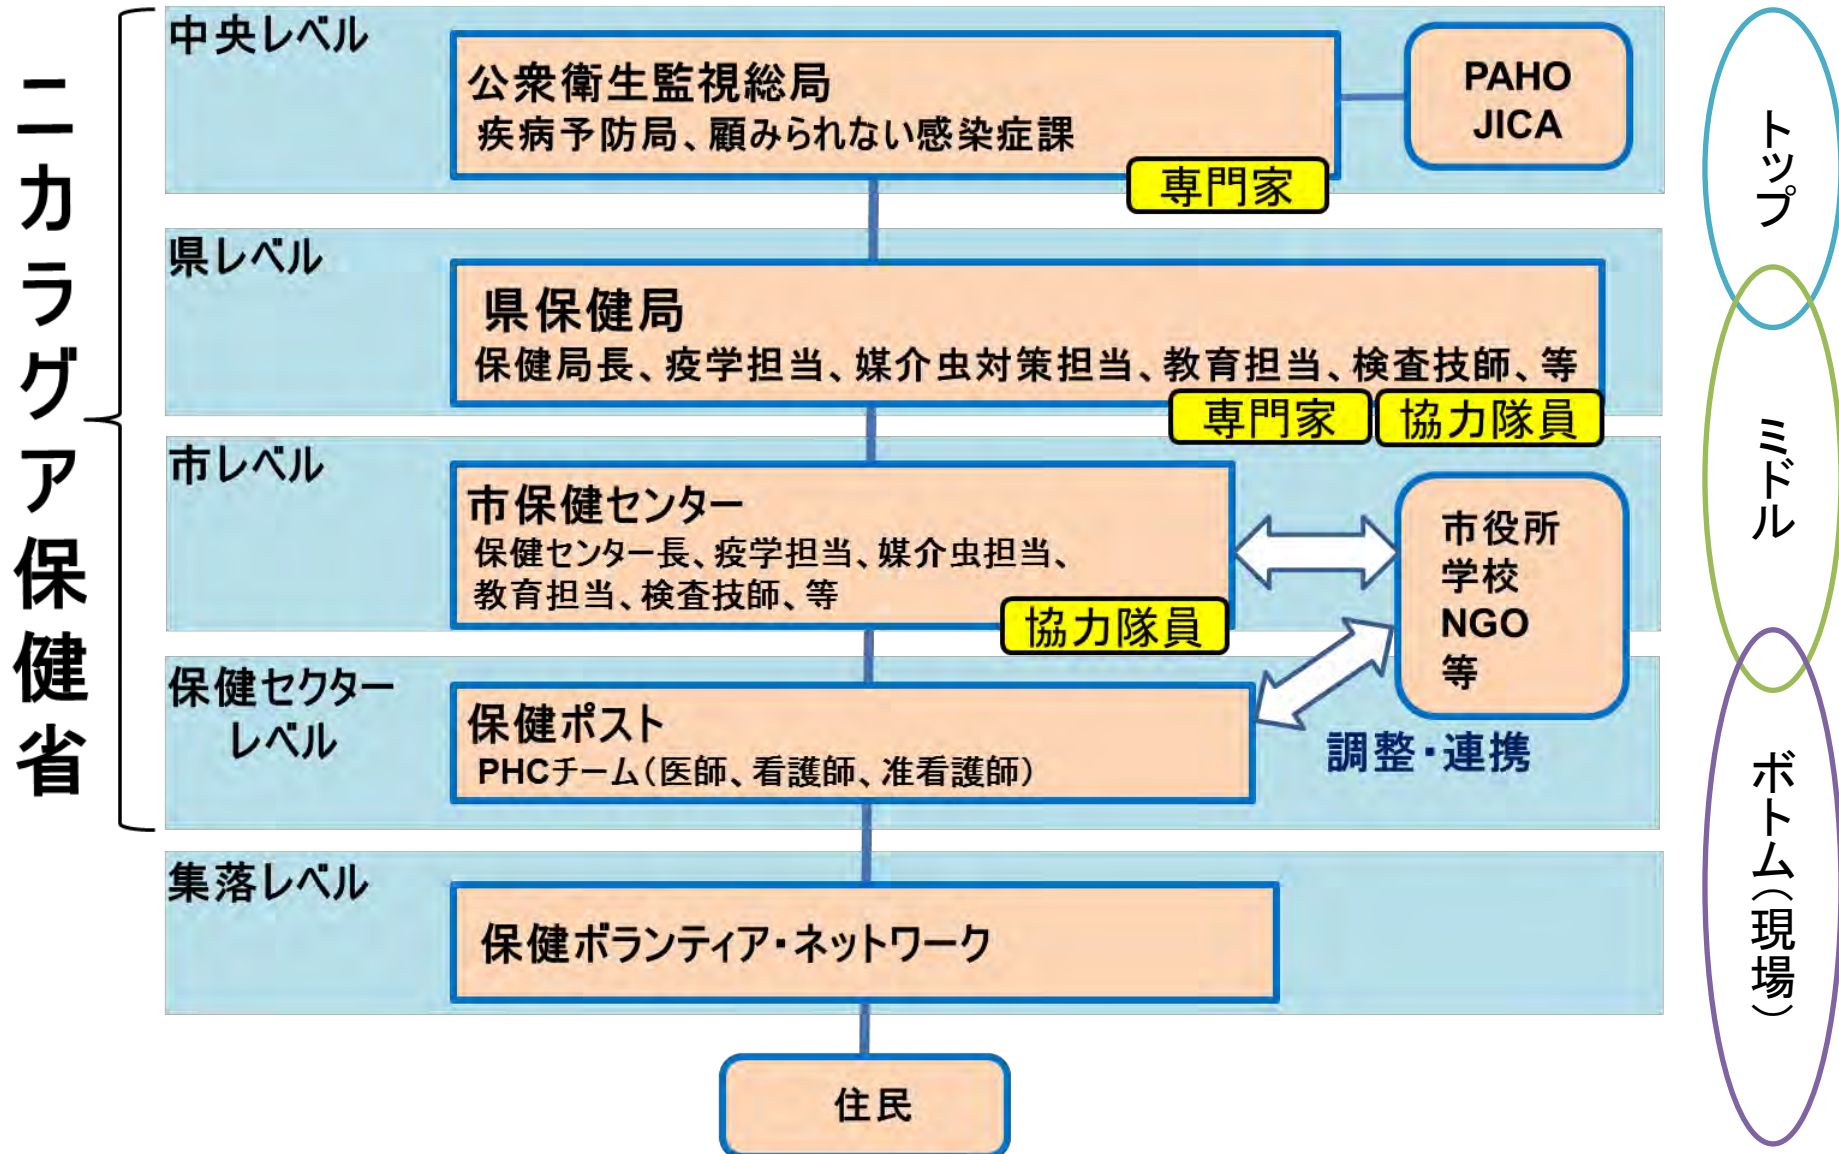 ニカラグア保健省
中央レベル
公衆衛生監視総局
疾病予防局、顧みられない感染症課
専門家
PAHO
JICA
県レベル
県保健局
保健局長、疫学担当、媒介虫対策担当、教育担当、検査技師、等
専門家
協力隊員
市レベル
市保健センター
保健センター長、疫学担当、媒介虫担当、
教育担当、検査技師、等
協力隊員
市役所
学校
NGO
等
保健セクター
レベル
保健ポスト
PHCチーム（医師、看護師、准看護師）
調整・連携
集落レベル
保健ボランティア・ネットワーク
住民
トップ
ミドル
ボトム（現場）